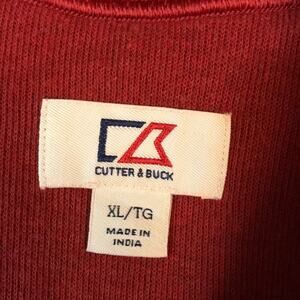 CUTTER & BUCK
XL/TG
MADE IN
INDIA